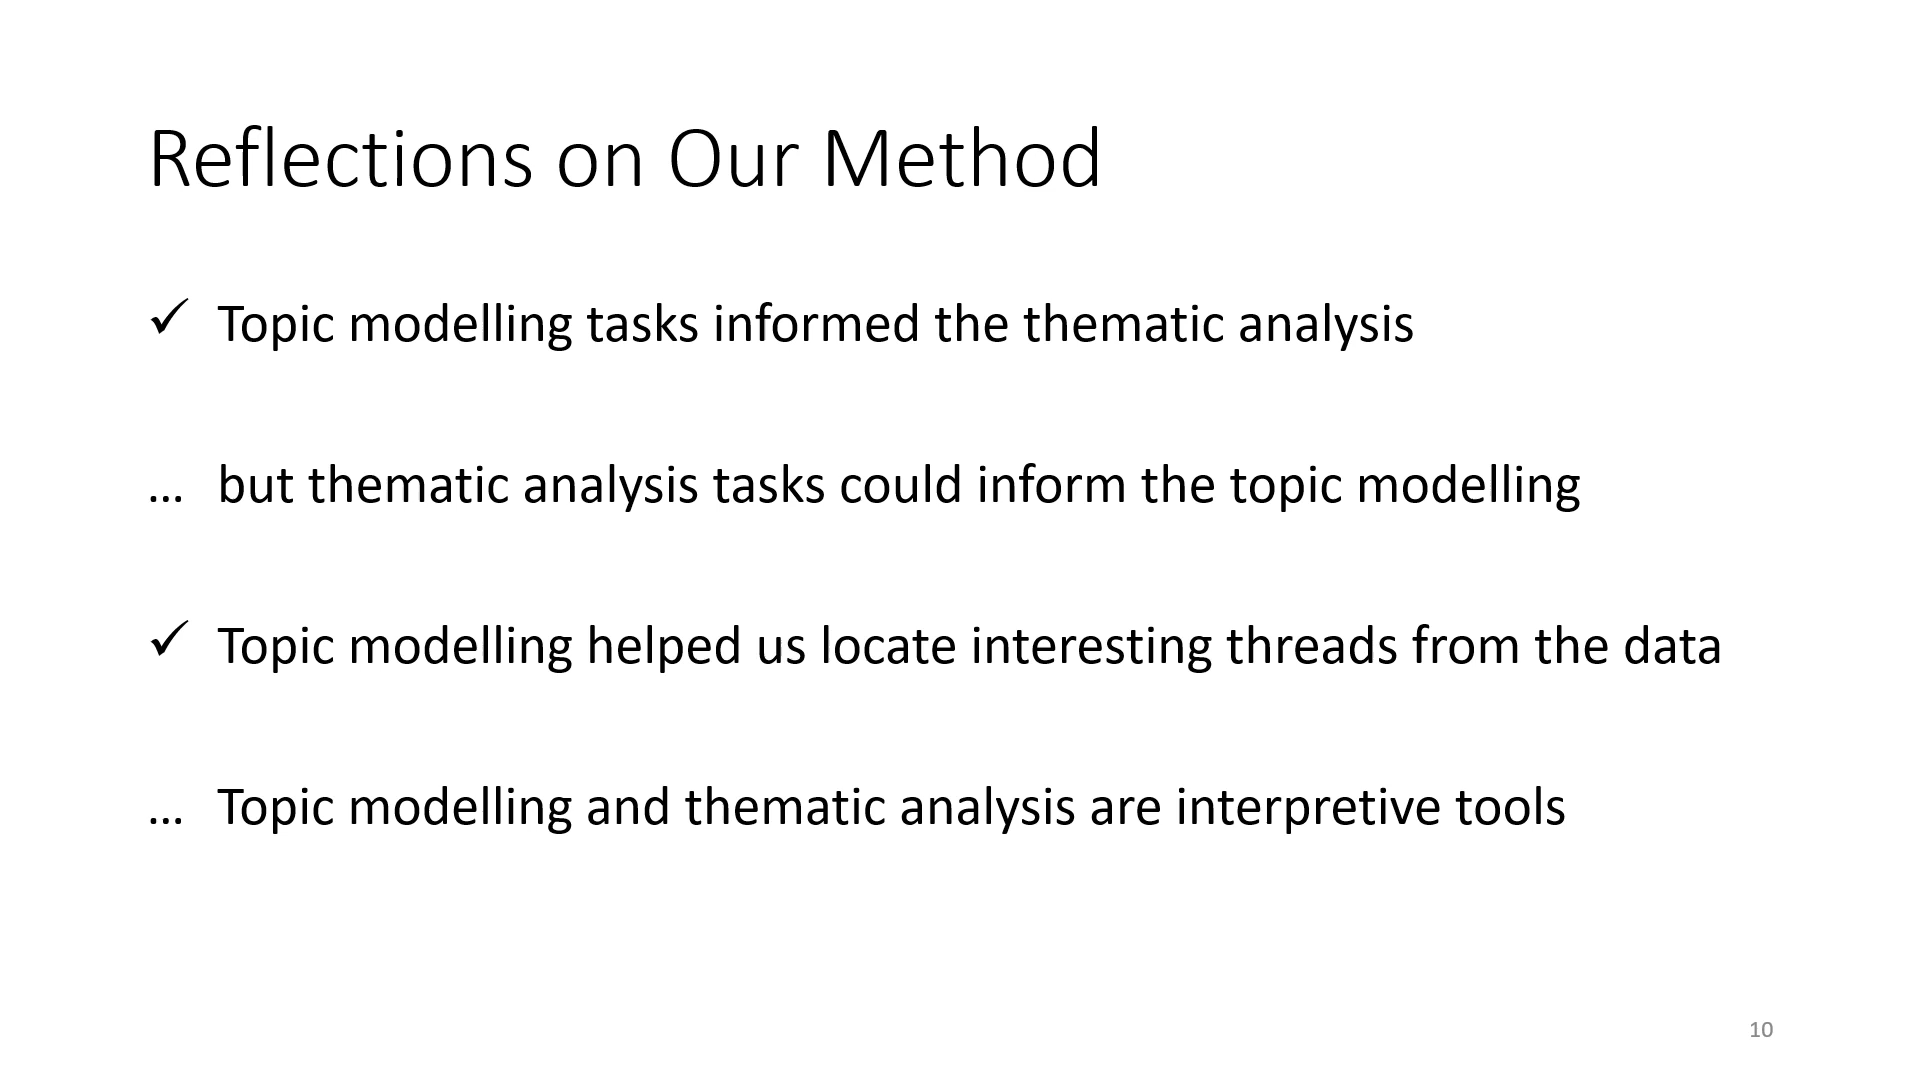 Reflections on Our Method
✓ Topic modelling tasks informed the thematic analysis
… but thematic analysis tasks could inform the topic modelling
✓ Topic modelling helped us locate interesting threads from the data
… Topic modelling and thematic analysis are interpretive tools
10